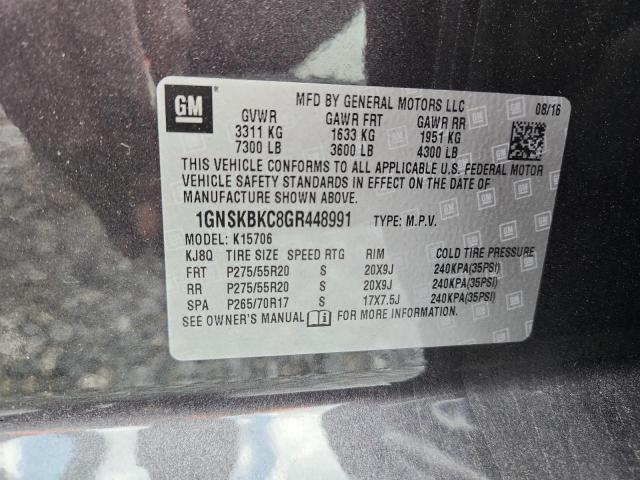 GM
MFD BY GENERAL MOTORS LLC 08/16
GVWR GAWR FRT GAWR RR
3311 KG 1633 KG 1951 KG
7300 LB 3600 LB 4300 LB
THIS VEHICLE CONFORMS TO ALL APPLICABLE U.S. FEDERAL MOTOR
VEHICLE SAFETY STANDARDS IN EFFECT ON THE DATE OF
MANUFACTURE SHOWN ABOVE.
1GNSKBKC8GR448991 TYPE: M.P.V.
MODEL: K15706
KJ8Q TIRE SIZE SPEED RTG RIM COLD TIRE PRESSURE
FRT P275/55R20 S 20X9J 240KPA(35PSI)
RR P275/55R20 S 20X9J 240KPA(35PSI)
SPA P265/70R17 S 17X7.5J 240KPA(35PSI)
SEE OWNER'S MANUAL FOR MORE INFORMATION.